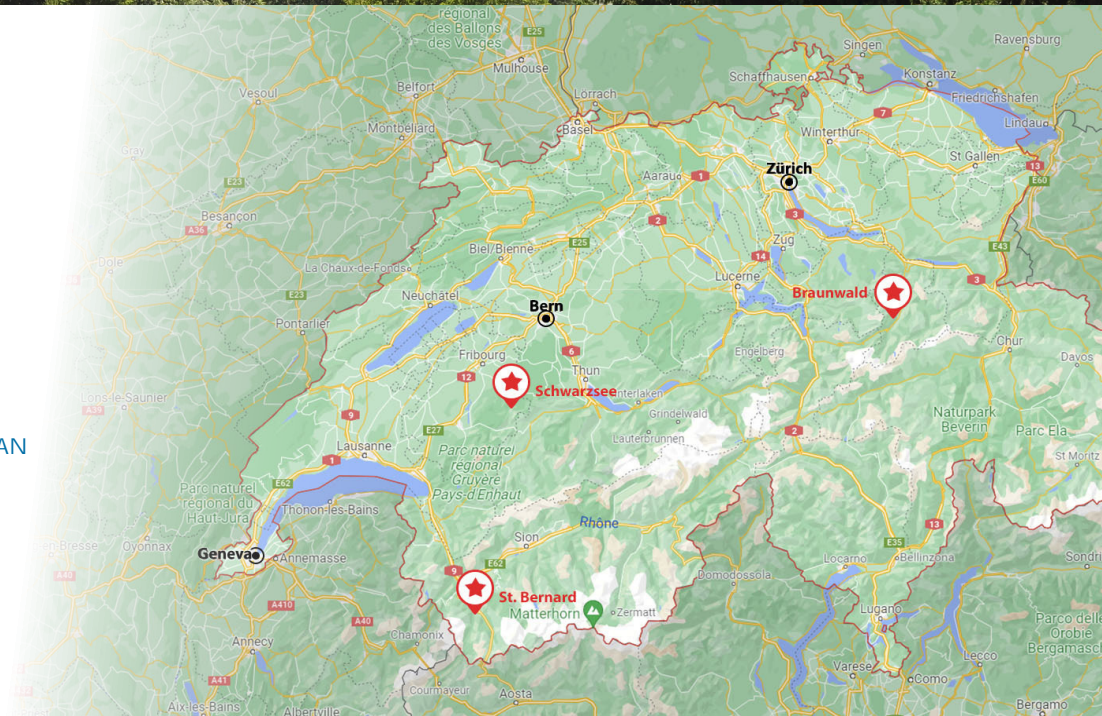 régional
des Ballons
des Vosges
E25
Singen
Ravensburg
Mulhouse
Schaffhausen
Konstanz
Vesoul
Belfort
Lörrach
Friedrichshafen
7
Lindau
Montbéliard
Basel
Winterthur
Gray
St Gallen
Zürich
13
E23
Aarau
1
E60
Besançon
2
3
A36
E25
Zug
E43
Biel/Bienne
14
Dole
La Chaux-de-Fonds
Lucerne
3
Neuchâtel
Braunwald
E23
Bern
Pontarlier
Chur
Fribourg
6
Engelberg
Davos
12
Thun
Schwarzsee
Interlaken
Lons-le-Saunier
A39
9
Grindelwald
Naturpark
Beverin
E27
2
Parc Ela
AN
Lausanne
Lauterbrunnen
1
Parc naturel
régional
Gruyère
Pays-d'Enhaut
St Moritz
E62
Parc naturel
régional du
Haut-Jura
Thonon-les-Bains
Rhône
13
Sion
E35
Bresse
Oyonnax
Geneva
Annemasse
Locarno
Bellinzona
Sondri
A40
9
E62
Domodossola
St. Bernard
A410
Matterhorn
Zermatt
Lugano
A40
Parco delle
Orobie
Bergamasc
Chamonix
Annecy
Lecco
Varese
A41
Courmayeur
Como
Aosta
Aix-les-Bains
Albertville
Bergamo